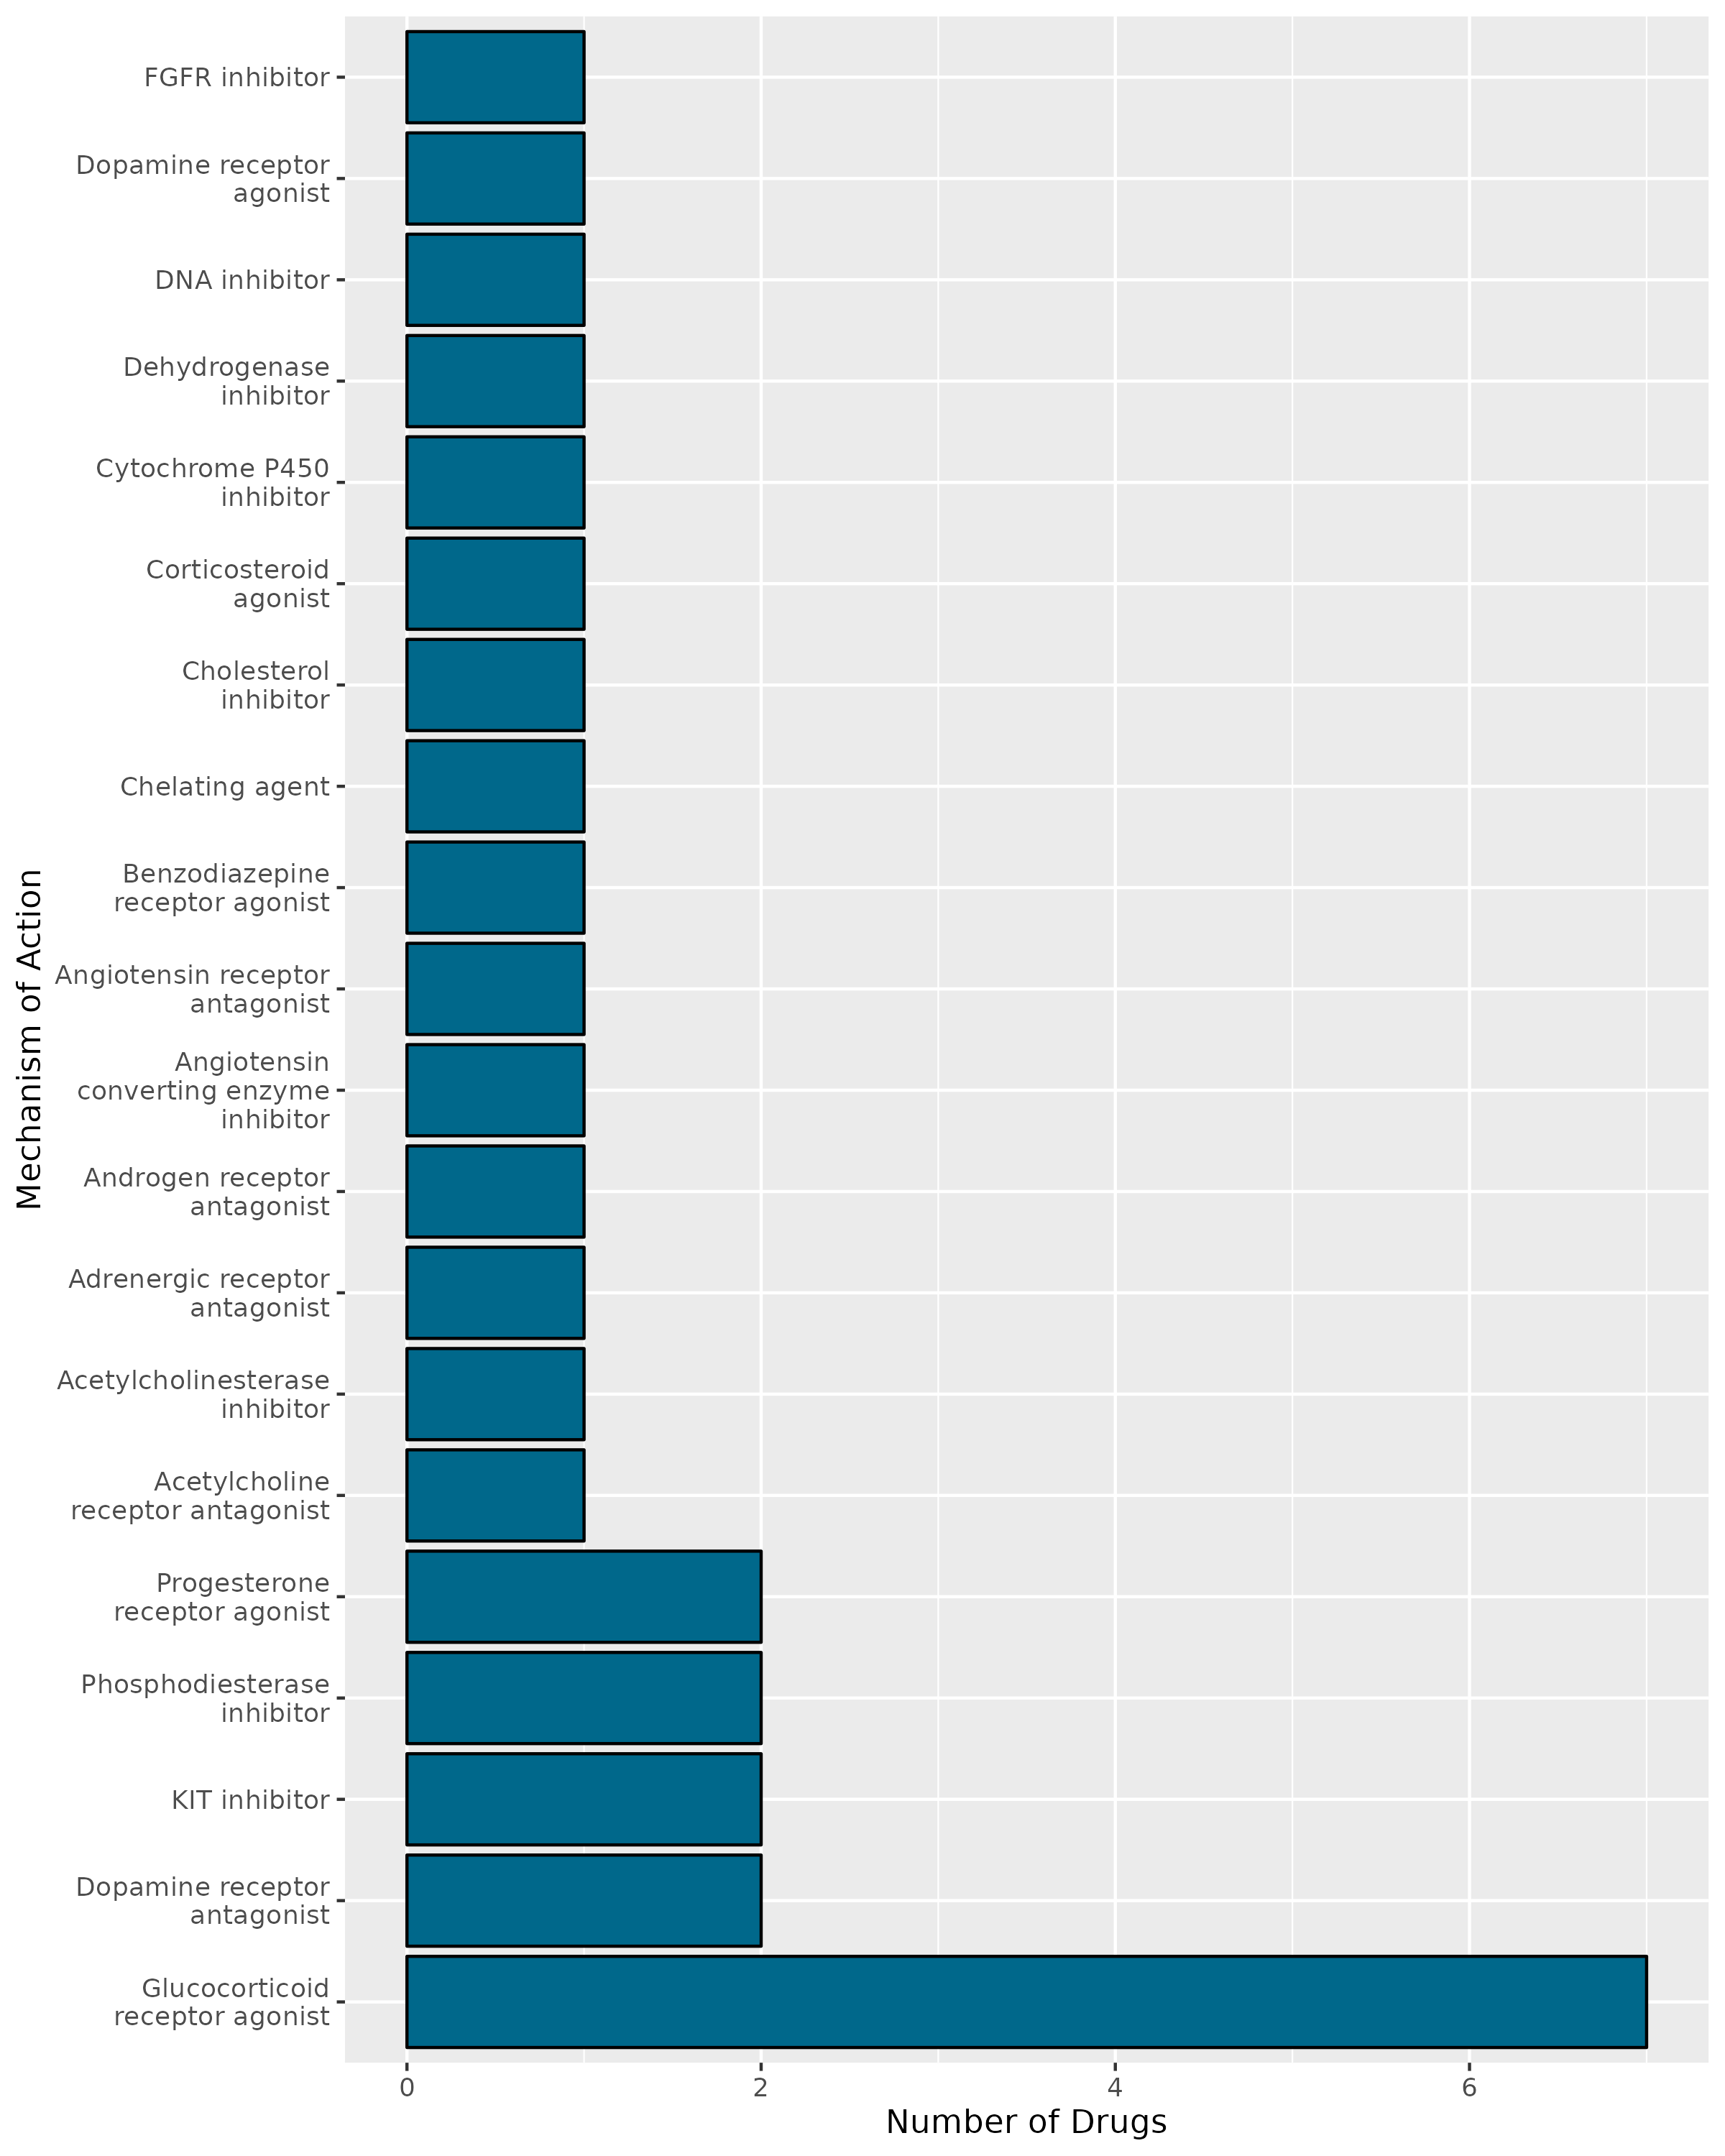 FGFR inhibitor
Dopamine receptor
agonist
DNA inhibitor
Dehydrogenase
inhibitor
Cytochrome P450
inhibitor
Corticosteroid
agonist
Cholesterol
inhibitor
Chelating agent
Benzodiazepine
receptor agonist
Angiotensin receptor
antagonist
Angiotensin
converting enzyme
inhibitor
Androgen receptor
antagonist
Adrenergic receptor
antagonist
Acetylcholinesterase
inhibitor
Acetylcholine
receptor antagonist
Progesterone
receptor agonist
Phosphodiesterase
inhibitor
KIT inhibitor
Dopamine receptor
antagonist
Glucocorticoid
receptor agonist
Mechanism of Action
0 2 4 6
Number of Drugs